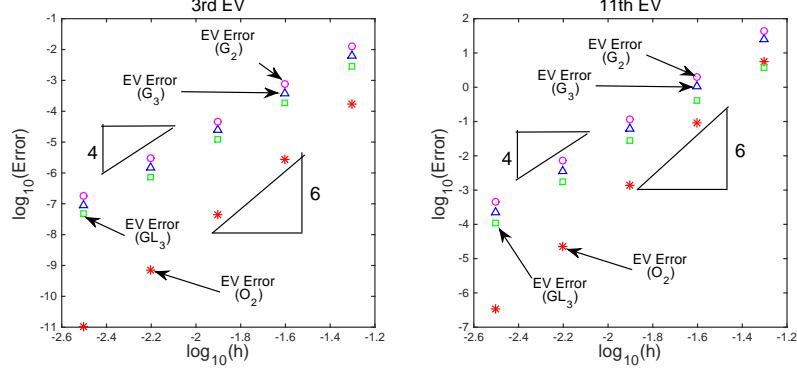 3rd EV
log10(Error)
-1
-2
-3
-4
-5
-6
-7
-8
-9
-10
-11
EV Error
(G2)
EV Error
(G3)
4
6
EV Error
(GL3)
EV Error
(O2)
-2.6 -2.4 -2.2 -2 -1.8 -1.6 -1.4 -1.2
log10(h)
11th EV
log10(Error)
2
1
0
-1
-2
-3
-4
-5
-6
-7
EV Error
(G2)
EV Error
(G3)
4
6
EV Error
(O2)
EV Error
(GL3)
-2.6 -2.4 -2.2 -2 -1.8 -1.6 -1.4 -1.2
log10(h)